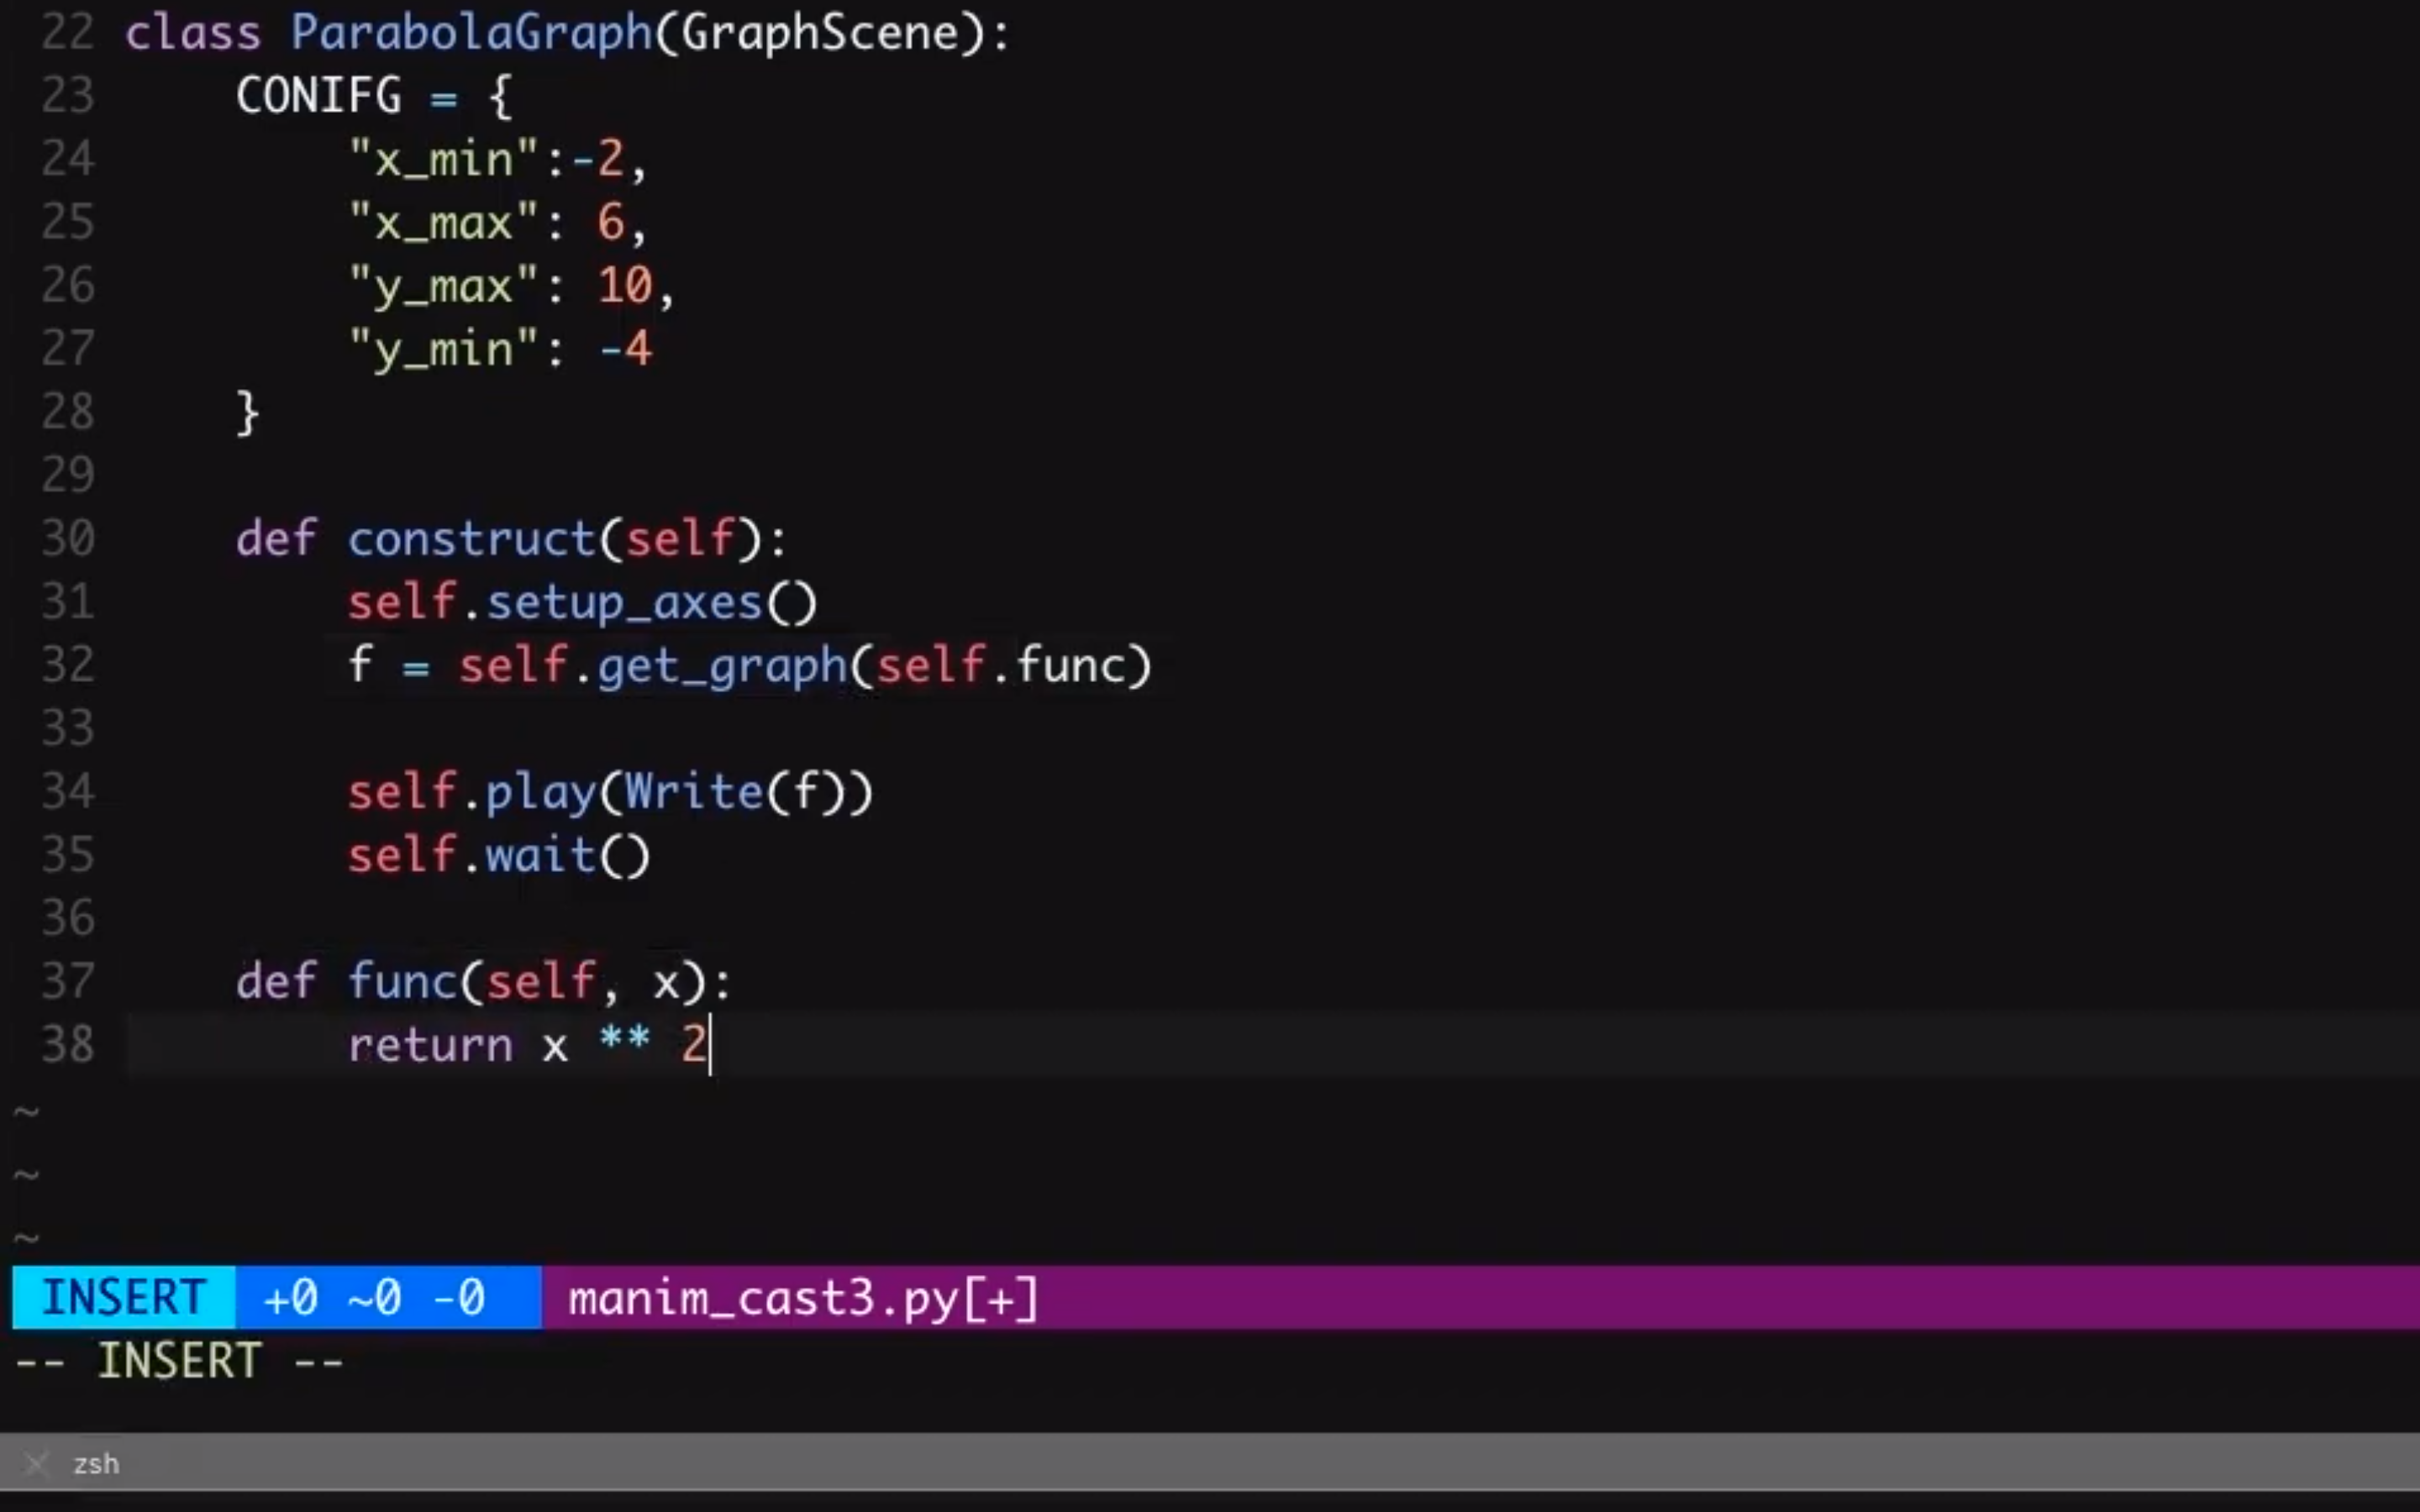 22 class ParabolaGraph(GraphScene):
23     CONIFG = {
24         "x_min":-2,
25         "x_max": 6,
26         "y_max": 10,
27         "y_min": -4
28     }
29
30     def construct(self):
31         self.setup_axes()
32         f = self.get_graph(self.func)
33
34         self.play(Write(f))
35         self.wait()
36
37     def func(self, x):
38         return x ** 2
~
~
~
INSERT +0 ~0 -0 manim_cast3.py[+]
-- INSERT --
zsh